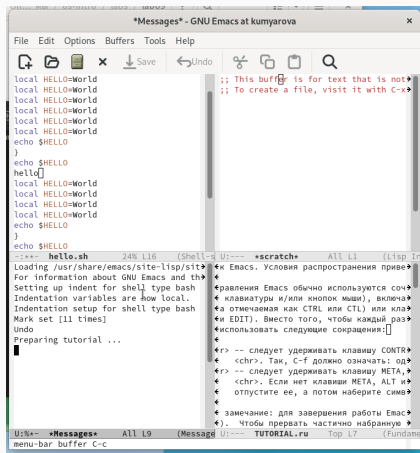 *Messages* - GNU Emacs at kumyarova
File Edit Options Buffers Tools Help
Save Undo
local HELLO=World
local HELLO=World
local HELLO=World
local HELLO=World
local HELLO=World
echo $HELLO
}
echo $HELLO
hello
local HELLO=World
local HELLO=World
local HELLO=World
echo $HELLO
}
echo $HELLO
-:**- hello.sh 24% L16 (Shell-s
;; This buffer is for text that is not
;; To create a file, visit it with C-x
U:--- *scratch* All L1 (Lisp In
Loading /usr/share/emacs/site-lisp/sit
For information about GNU Emacs and th
Setting up indent for shell type bash
Indentation variables are now local.
Indentation setup for shell type bash
Mark set [11 times]
Undo
Preparing tutorial ...
U:%*- *Messages* All L9 (Message
к Emacs. Условия распространения приве
равления Emacs обычно используются соч
клавиатуры и/или кнопок мыши), включа
а отмечаемая как CTRL или CTL) или кла
и EDIT). Вместо того, чтобы каждый раз
использовать следующие сокращения:
r> -- следует удерживать клавишу CONTR
<chr>. Так, C-f должно означать: од
r> -- следует удерживать клавишу META,
<chr>. Если нет клавиши META, ALT и
отпустите ее, а потом наберите симв
замечание: для завершения работы Emac
). Чтобы прервать частично набранную
U:--- TUTORIAL.ru Top L7 (Fundame
menu-bar buffer C-c